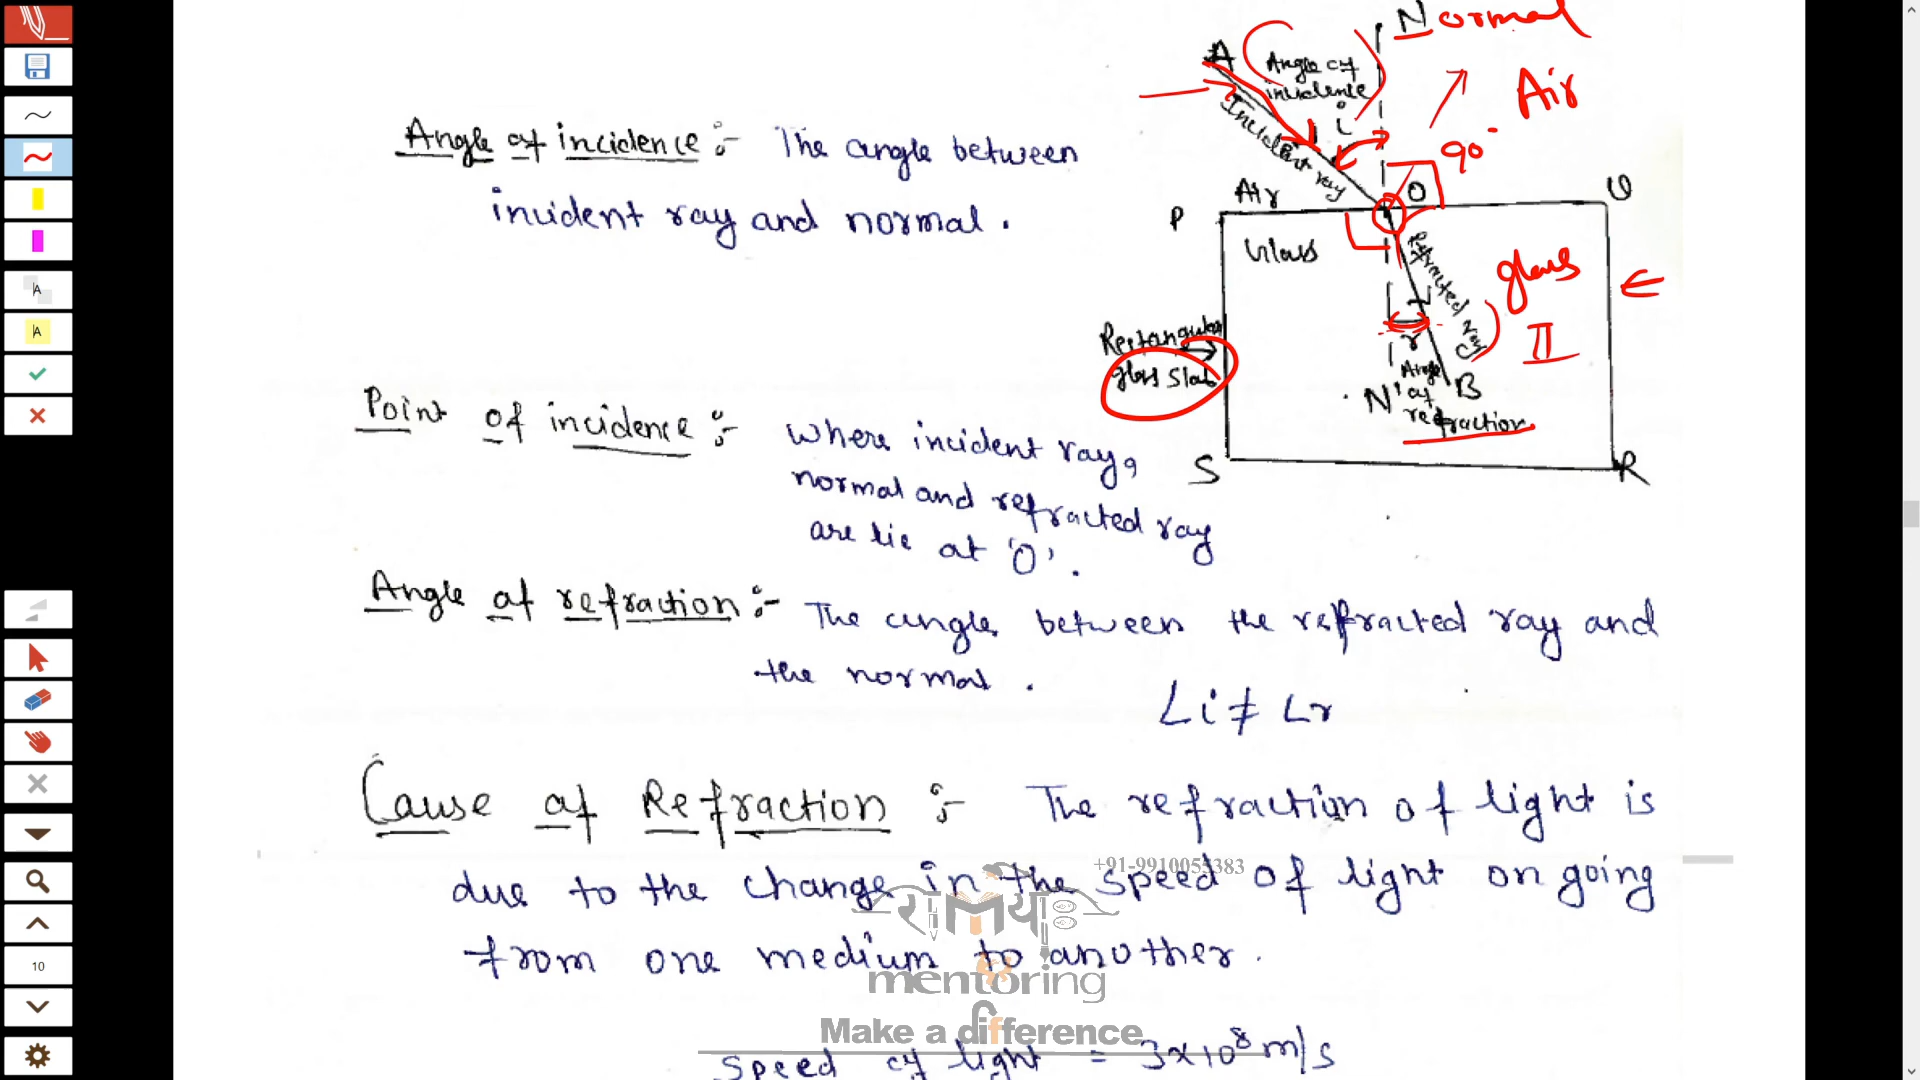 Normal
A
Angle of
incidence
i
Incident ray
Air
90°
Angle of incidence :- The angle between
incident ray and normal.
Air
O
P
Glass
Refracted ray
glass
II
Rectangular
glass slab
r
Angle
of
refraction
N'
B
S
R
Point of incidence :- Where incident ray,
normal and refracted ray
are lie at 'O'.
Angle of refraction :- The angle between the refracted ray and
the normal.
∠i ≠ ∠r
Cause of Refraction :- The refraction of light is
+91-9910055383
due to the change in the speed of light on going
from one medium to another.
mentoring
Make a difference
Speed of light = 3×10⁸ m/s
10